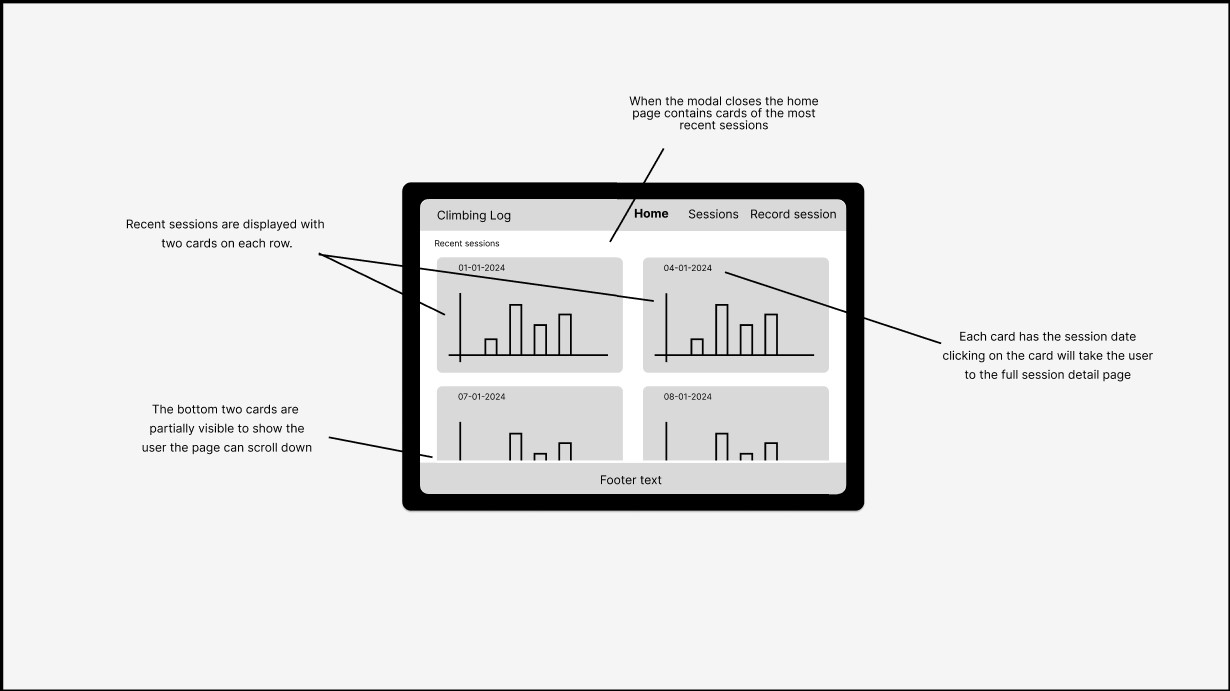 When the modal closes the home
page contains cards of the most
recent sessions
Recent sessions are displayed with
two cards on each row.
Climbing Log
Home
Sessions
Record session
Recent sessions
01-01-2024
04-01-2024
Each card has the session date
clicking on the card will take the user
to the full session detail page
The bottom two cards are
partially visible to show the
user the page can scroll down
07-01-2024
08-01-2024
Footer text